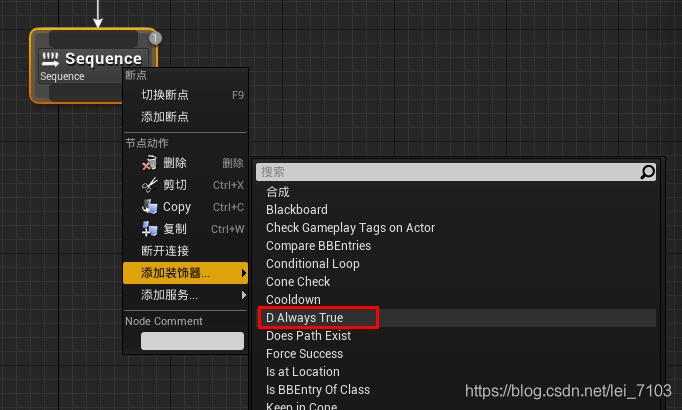 1
Sequence
Sequence
断点
切换断点 F9
添加断点
节点动作
删除 删除
剪切 Ctrl+X
Copy Ctrl+C
复制 Ctrl+W
断开连接
添加装饰器...
添加服务...
Node Comment
搜索
合成
Blackboard
Check Gameplay Tags on Actor
Compare BBEntries
Conditional Loop
Cone Check
Cooldown
D Always True
Does Path Exist
Force Success
Is at Location
Is BBEntry Of Class
Keep in Cone
https://blog.csdn.net/lei_7103